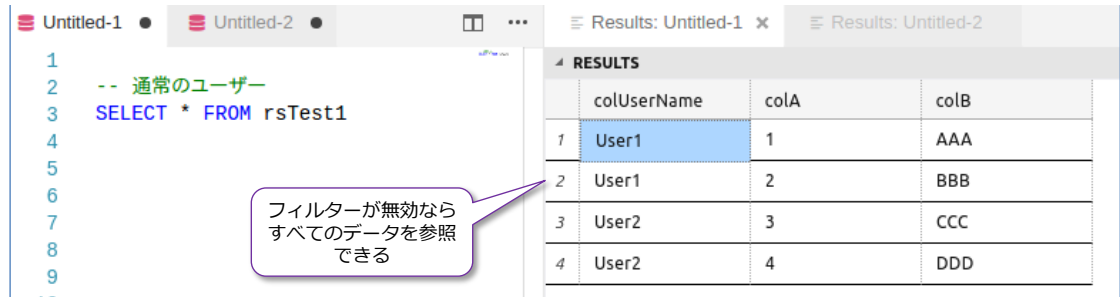 Untitled-1 ● Untitled-2 ● ···
Results: Untitled-1 × Results: Untitled-2
1
2 -- 通常のユーザー
3 SELECT * FROM rsTest1
4
5
6
7
8
9
フィルターが無効なら
すべてのデータを参照
できる
RESULTS
colUserName colA colB
1 User1 1 AAA
2 User1 2 BBB
3 User2 3 CCC
4 User2 4 DDD